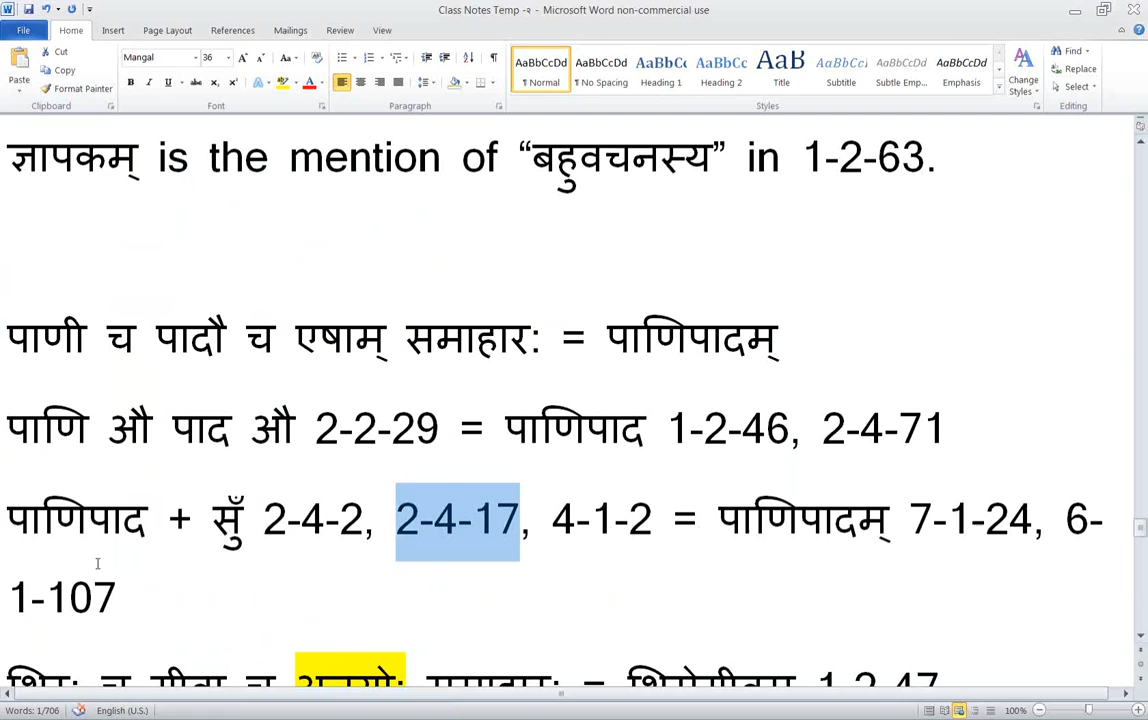 Class Notes Temp -२ - Microsoft Word non-commercial use
File Home Insert Page Layout References Mailings Review View
Paste
Cut
Copy
Format Painter
Clipboard
Mangal 36
Font
Paragraph
AaBbCcDd AaBbCcDd AaBbCc AaBbCc AaB AaBbCcl AaBbCcDd AaBbCcDd
¶ Normal ¶ No Spacing Heading 1 Heading 2 Title Subtitle Subtle Emp... Emphasis
Change Styles
Styles
Find
Replace
Select
Editing
ज्ञापकम् is the mention of “बहुवचनस्य” in 1-2-63.
पाणी च पादौ च एषाम् समाहार: = पाणिपादम्
पाणि औ पाद औ 2-2-29 = पाणिपाद 1-2-46, 2-4-71
पाणिपाद + सुँ 2-4-2, 2-4-17, 4-1-2 = पाणिपादम् 7-1-24, 6-
1-107
Words: 1/706 English (U.S.) 100%